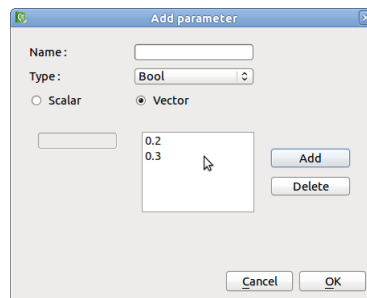 Add parameter
Name:
Type: Bool
Scalar Vector
0.2
0.3
Add
Delete
Cancel OK